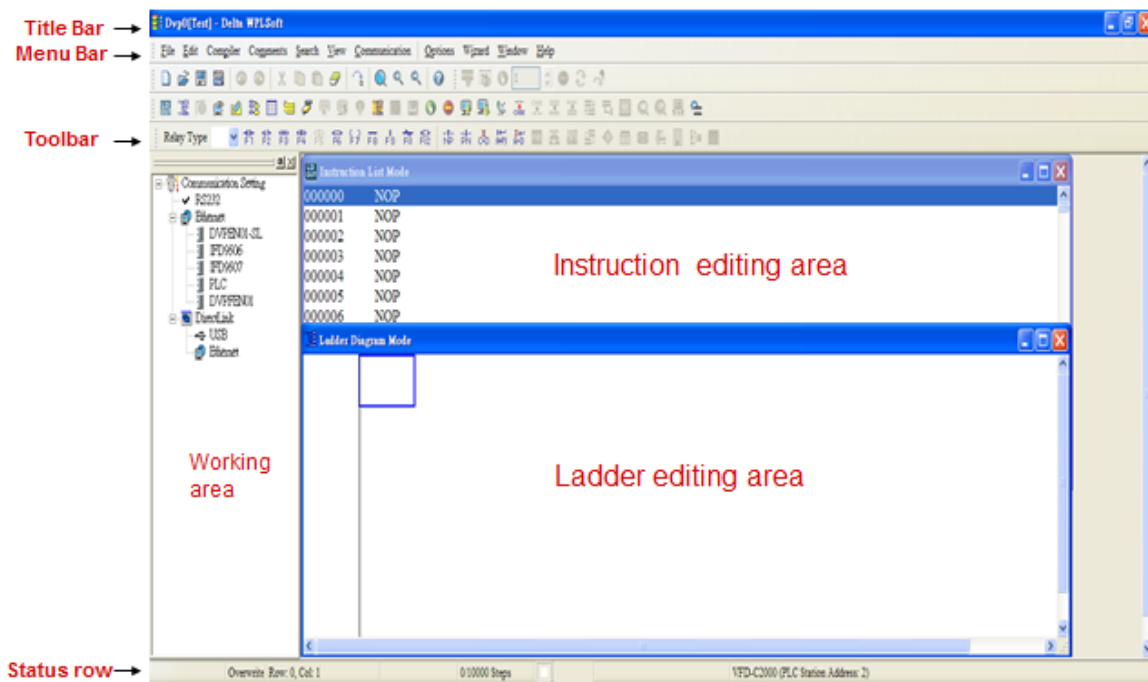 Title Bar
Dvp0[Test] - Delta WPLSoft
Menu Bar
File Edit Compiler Comments Search View Communication Options Wizard Window Help
Toolbar
Relay Type
Communication Setting
RS232
Ethernet
DVPEN01-SL
IFD9506
IFD9507
PLC
DVPFEN01
DirectLink
USB
Ethernet
Working
area
Instruction List Mode
000000 NOP
000001 NOP
000002 NOP
000003 NOP
000004 NOP
000005 NOP
000006 NOP
Instruction editing area
Ladder Diagram Mode
Ladder editing area
Status row
Overwrite Row: 0, Col: 1
0/10000 Steps
VFD-C2000 (PLC Station Address: 2)